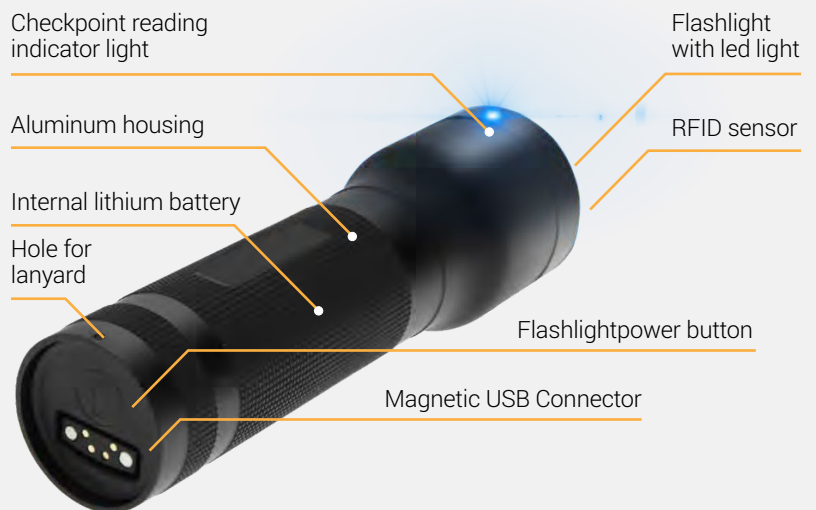 Checkpoint reading
indicator light
Flashlight
with led light
Aluminum housing
RFID sensor
Internal lithium battery
Hole for
lanyard
Flashlightpower button
Magnetic USB Connector